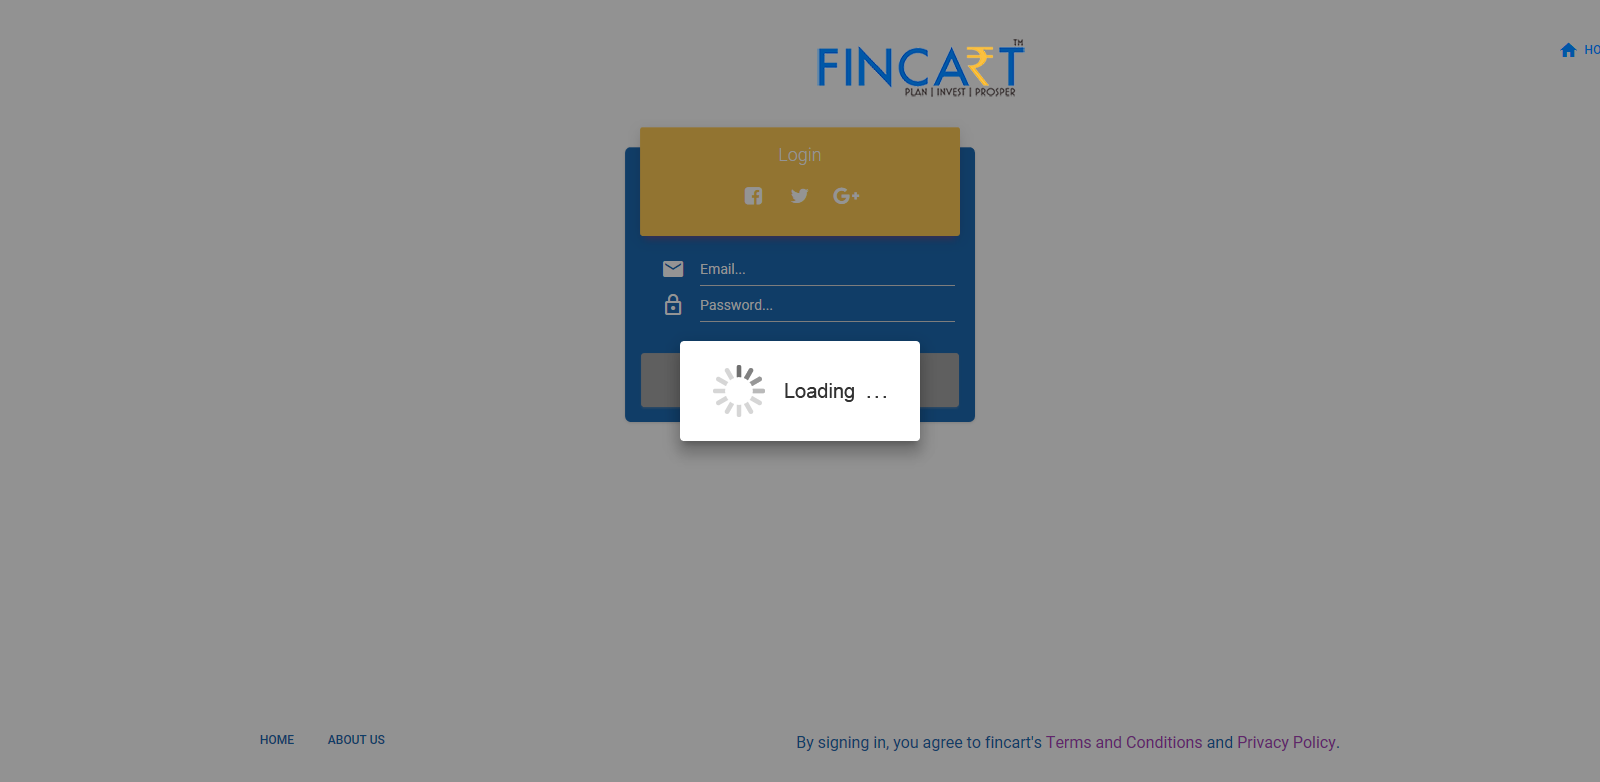 FINCA₹T TM
PLAN | INVEST | PROSPER
HO
Login
G+
Email...
Password...
Loading ...
HOME ABOUT US
By signing in, you agree to fincart's Terms and Conditions and Privacy Policy.